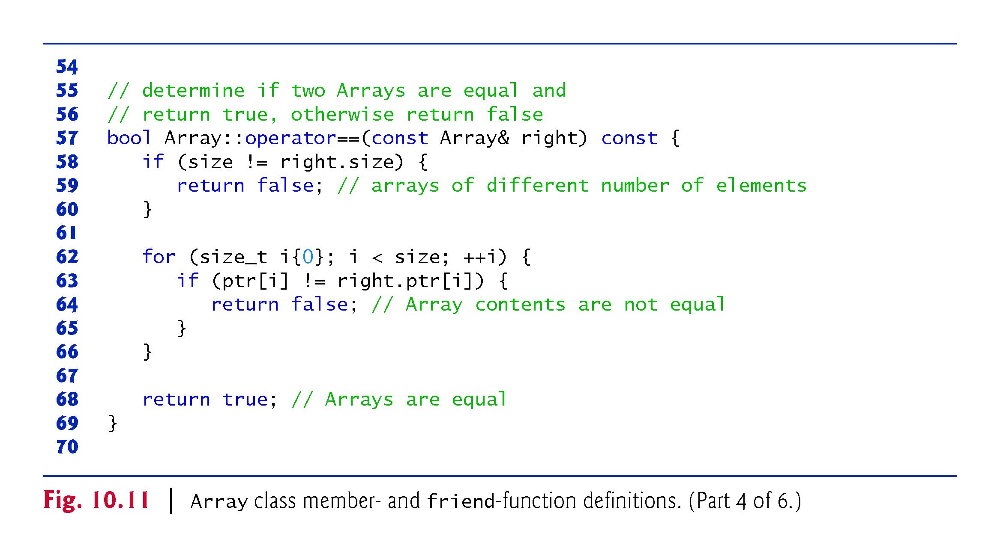 54
55 // determine if two Arrays are equal and
56 // return true, otherwise return false
57 bool Array::operator==(const Array& right) const {
58    if (size != right.size) {
59       return false; // arrays of different number of elements
60    }
61
62    for (size_t i{0}; i < size; ++i) {
63       if (ptr[i] != right.ptr[i]) {
64          return false; // Array contents are not equal
65       }
66    }
67
68    return true; // Arrays are equal
69 }
70
Fig. 10.11 | Array class member- and friend-function definitions. (Part 4 of 6.)